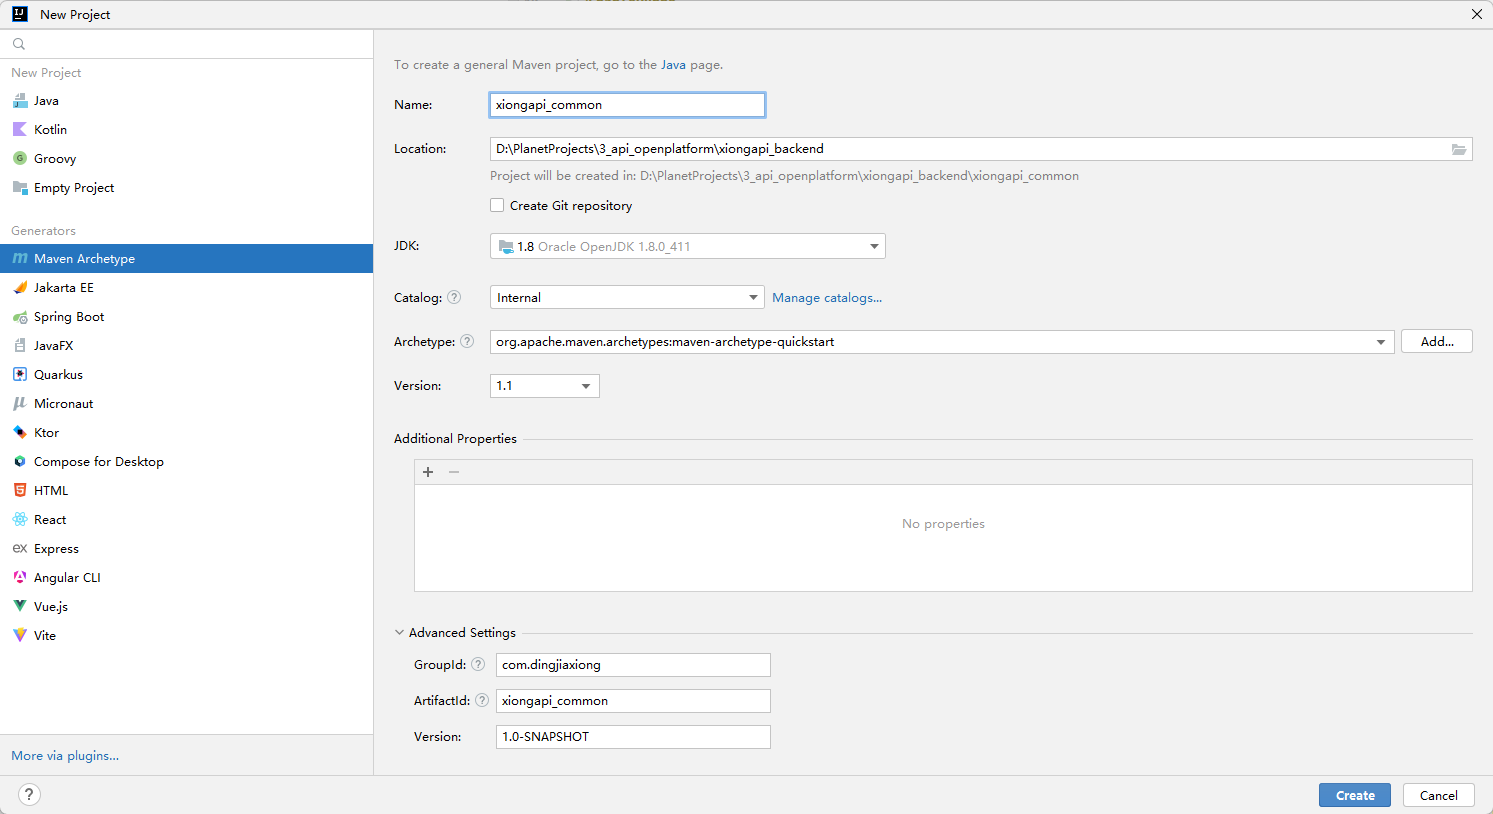 New Project
New Project
Java
Kotlin
Groovy
Empty Project
Generators
Maven Archetype
Jakarta EE
Spring Boot
JavaFX
Quarkus
Micronaut
Ktor
Compose for Desktop
HTML
React
ex Express
Angular CLI
Vue.js
Vite
More via plugins...
To create a general Maven project, go to the Java page.
Name: xiongapi_common
Location: D:\PlanetProjects\3_api_openplatform\xiongapi_backend
Project will be created in: D:\PlanetProjects\3_api_openplatform\xiongapi_backend\xiongapi_common
Create Git repository
JDK: 1.8 Oracle OpenJDK 1.8.0_411
Catalog: ? Internal Manage catalogs...
Archetype: ? org.apache.maven.archetypes:maven-archetype-quickstart Add...
Version: 1.1
Additional Properties
No properties
Advanced Settings
GroupId: ? com.dingjiaxiong
ArtifactId: ? xiongapi_common
Version: 1.0-SNAPSHOT
? Create Cancel